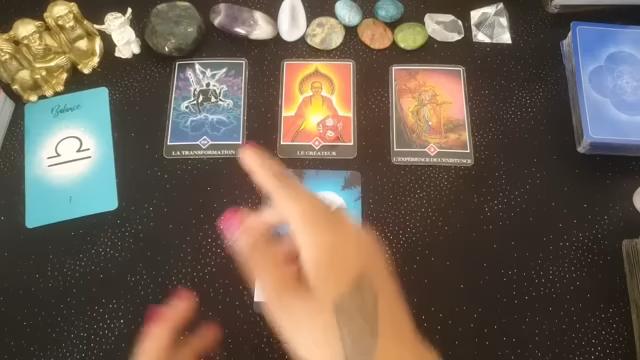 Balance
LA TRANSFORMATION
LE CRÉATEUR
L'EXPÉRIENCE DE L'EXISTENCE